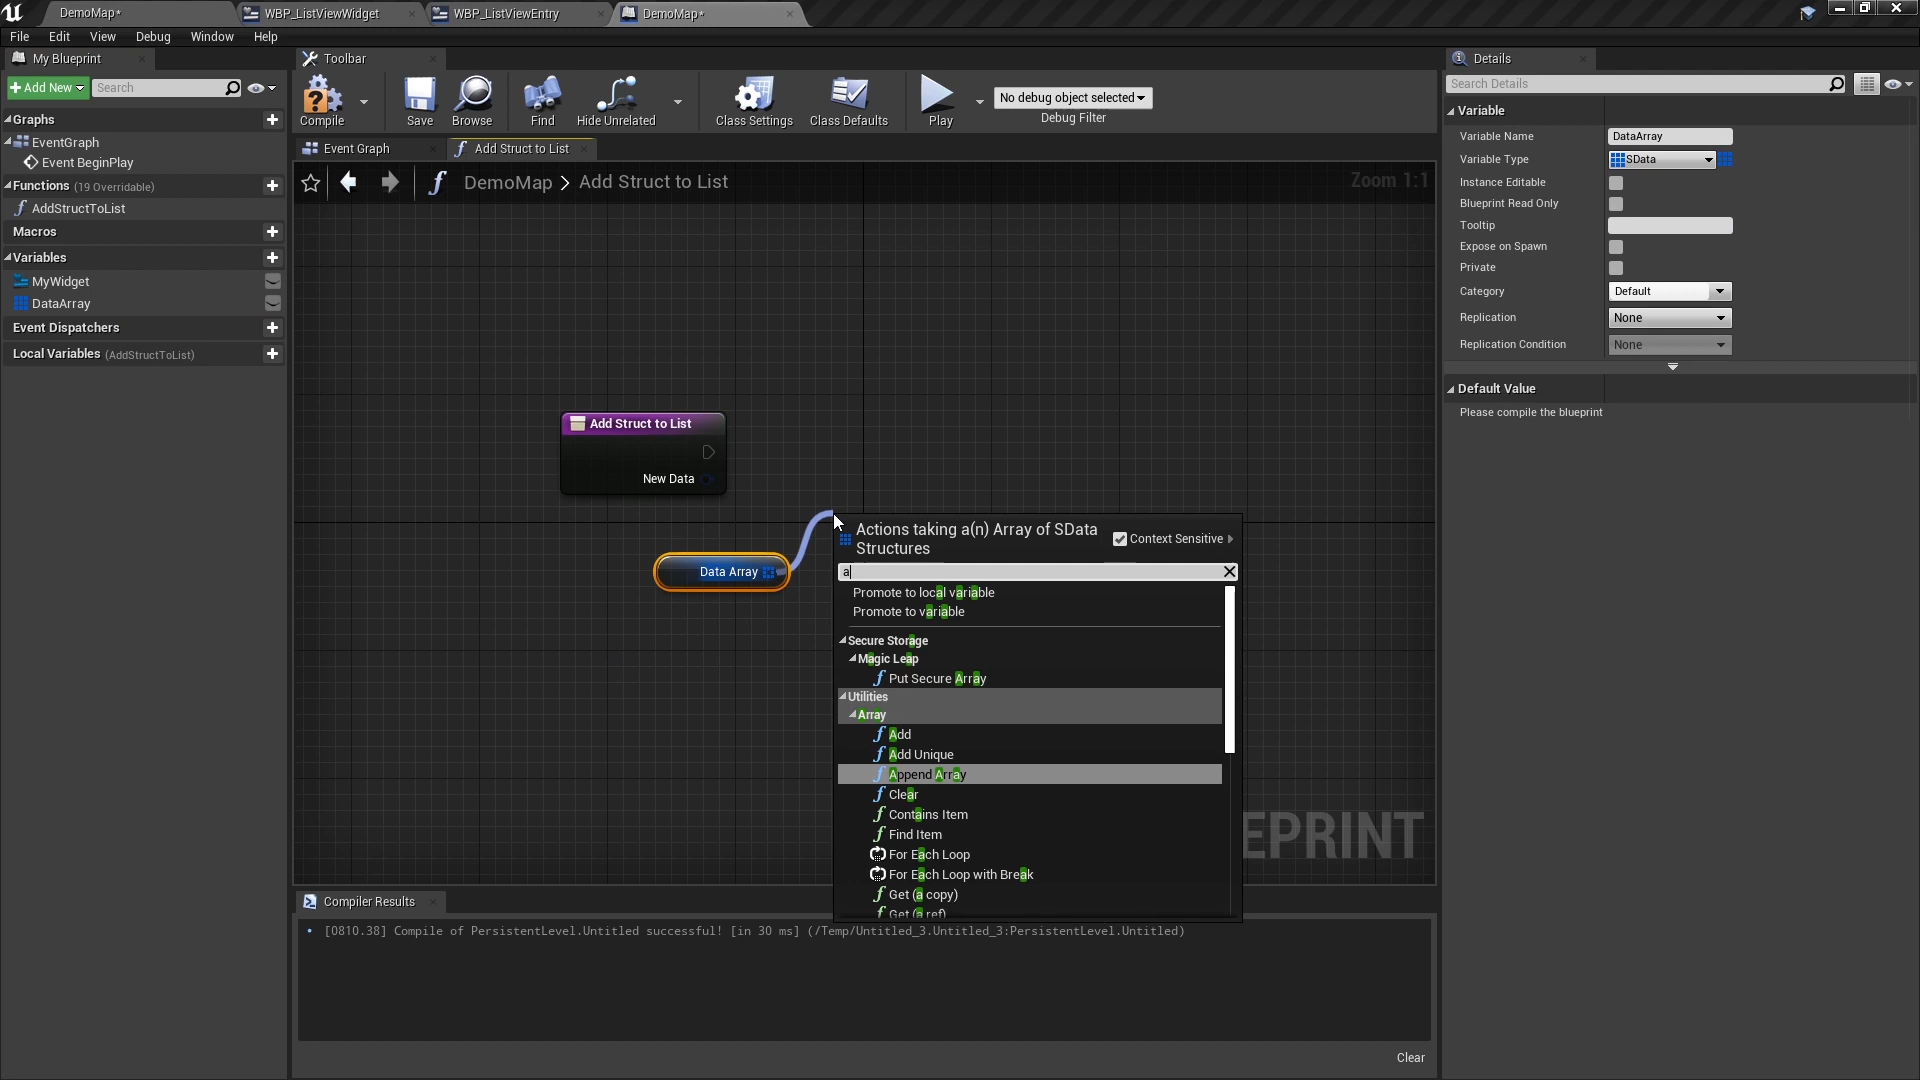 DemoMap*
WBP_ListViewWidget
WBP_ListViewEntry
DemoMap*
File Edit View Debug Window Help
My Blueprint
Add New
Search
Graphs
EventGraph
Event BeginPlay
Functions (19 Overridable)
AddStructToList
Macros
Variables
MyWidget
DataArray
Event Dispatchers
Local Variables (AddStructToList)
Toolbar
Compile
Save
Browse
Find
Hide Unrelated
Class Settings
Class Defaults
Play
No debug object selected
Debug Filter
Event Graph
Add Struct to List
DemoMap > Add Struct to List
Zoom 1:1
Add Struct to List
New Data
Data Array
Actions taking a(n) Array of SData
Structures
Context Sensitive
a
Promote to local variable
Promote to variable
Secure Storage
Magic Leap
Put Secure Array
Utilities
Array
Add
Add Unique
Append Array
Clear
Contains Item
Find Item
For Each Loop
For Each Loop with Break
Get (a copy)
Get (a ref)
EPRINT
Compiler Results
[0810.38] Compile of PersistentLevel.Untitled successful! [in 30 ms] (/Temp/Untitled_3.Untitled_3:PersistentLevel.Untitled)
Clear
Details
Search Details
Variable
Variable Name DataArray
Variable Type SData
Instance Editable
Blueprint Read Only
Tooltip
Expose on Spawn
Private
Category Default
Replication None
Replication Condition None
Default Value
Please compile the blueprint